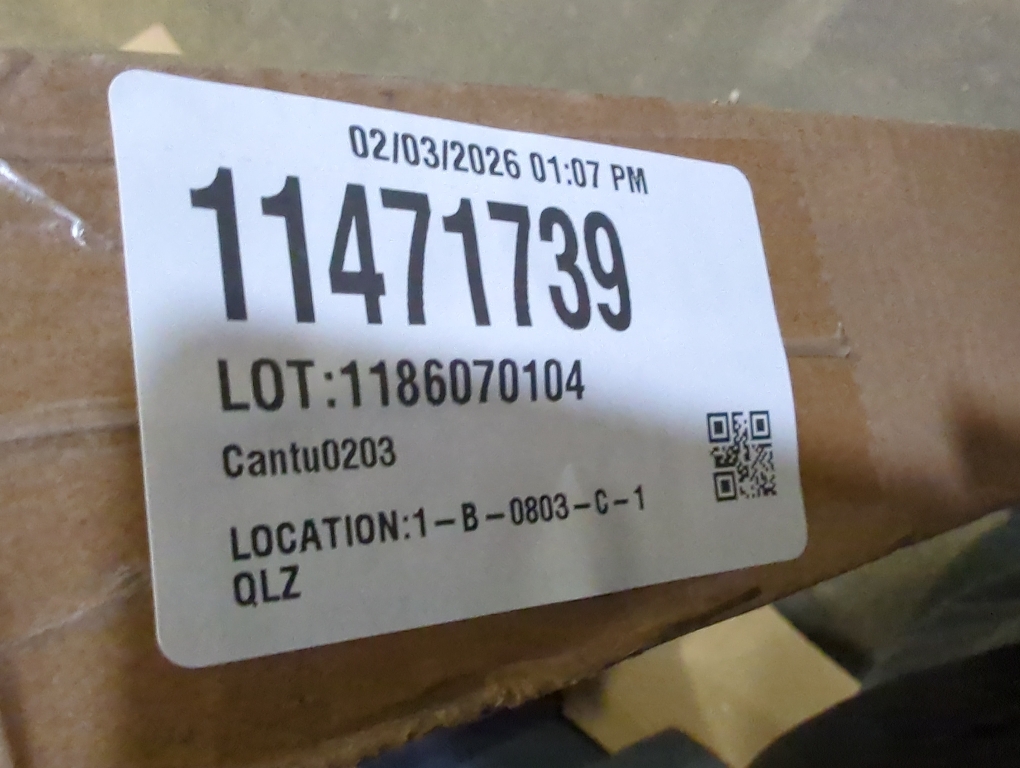 02/03/2026 01:07 PM
11471739
LOT:1186070104
Cantu0203
LOCATION:1-B-0803-C-1
QLZ